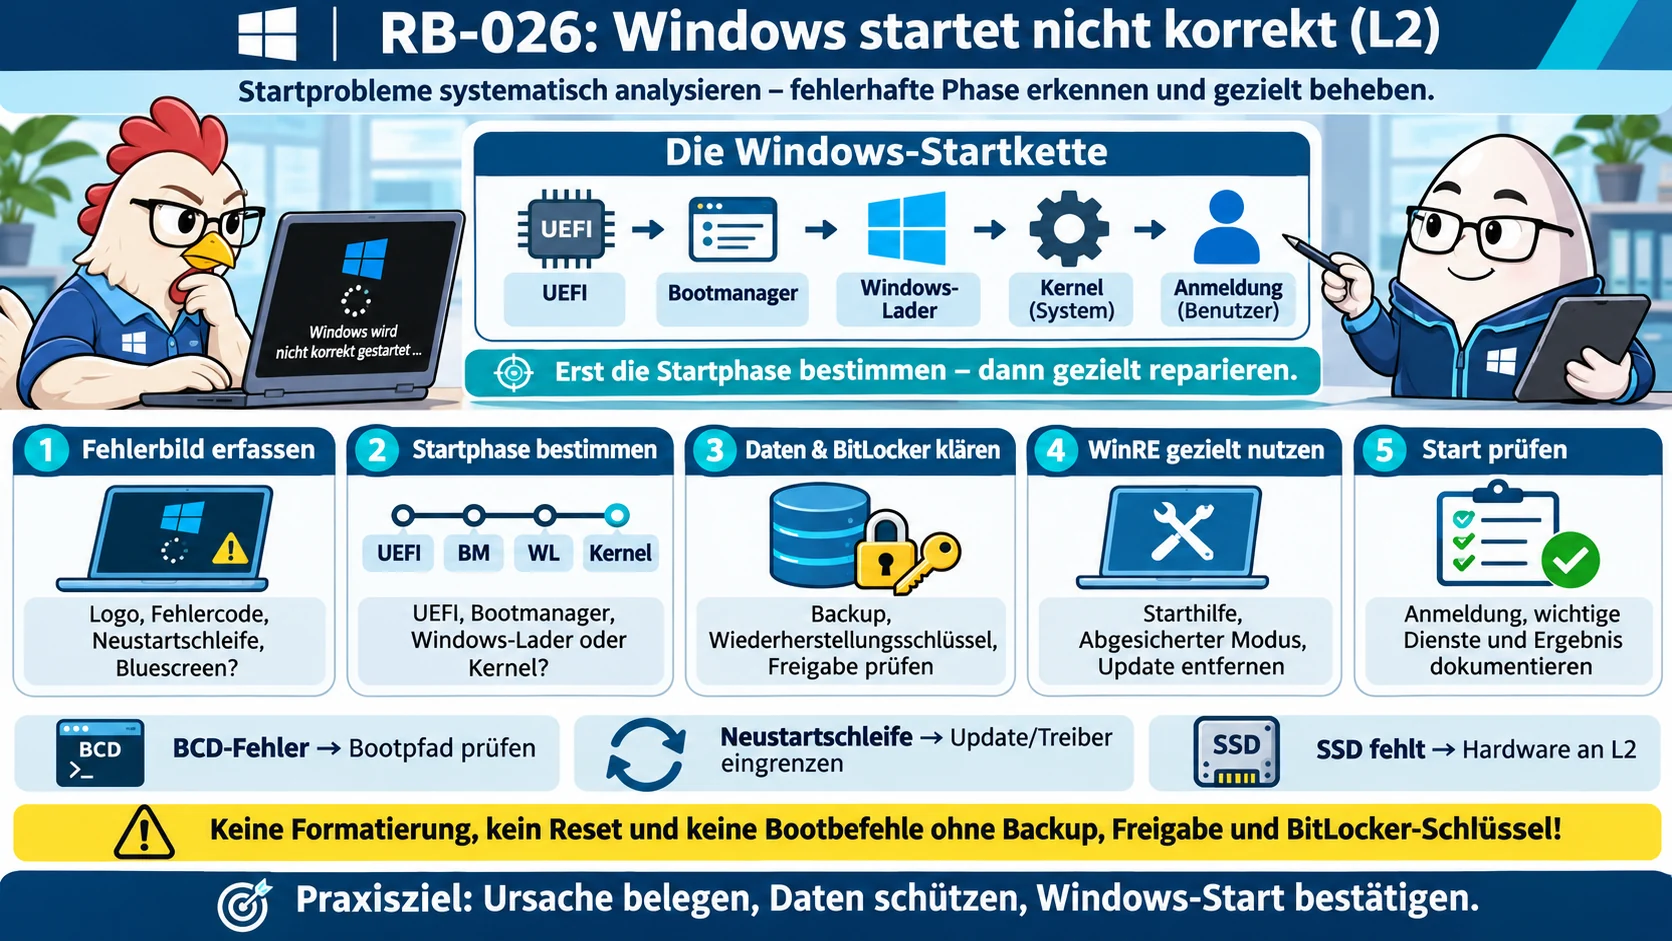 RB-026: Windows startet nicht korrekt (L2)
Startprobleme systematisch analysieren – fehlerhafte Phase erkennen und gezielt beheben.
Windows wird
nicht korrekt gestartet ...
Die Windows-Startkette
UEFI
UEFI
Bootmanager
Windows-
Lader
Kernel
(System)
Anmeldung
(Benutzer)
Erst die Startphase bestimmen – dann gezielt reparieren.
1 Fehlerbild erfassen
Logo, Fehlercode,
Neustartschleife,
Bluescreen?
2 Startphase bestimmen
UEFI BM WL Kernel
UEFI, Bootmanager,
Windows-Lader oder
Kernel?
3 Daten & BitLocker klären
Backup,
Wiederherstellungsschlüssel,
Freigabe prüfen
4 WinRE gezielt nutzen
Starthilfe,
Abgesicherter Modus,
Update entfernen
5 Start prüfen
Anmeldung, wichtige
Dienste und Ergebnis
dokumentieren
BCD
>_
BCD-Fehler → Bootpfad prüfen
Neustartschleife → Update/Treiber
eingrenzen
SSD
SSD fehlt → Hardware an L2
Keine Formatierung, kein Reset und keine Bootbefehle ohne Backup, Freigabe und BitLocker-Schlüssel!
Praxisziel: Ursache belegen, Daten schützen, Windows-Start bestätigen.